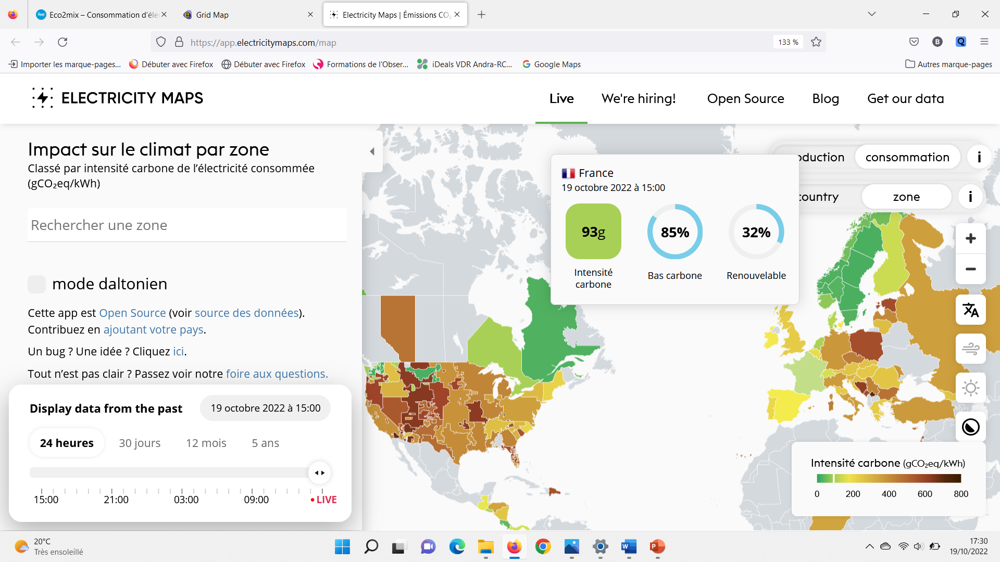 Eco2mix – Consommation d'éle
Grid Map
Electricity Maps | Émissions CO₂
https://app.electricitymaps.com/map
133 %
B
Q
Importer les marque-pages...
Débuter avec Firefox
Débuter avec Firefox
Formations de l'Obser...
iDeals VDR Andra-RC...
Google Maps
Autres marque-pages
ELECTRICITY MAPS
Live
We're hiring!
Open Source
Blog
Get our data
Impact sur le climat par zone
Classé par intensité carbone de l'électricité consommée
(gCO₂eq/kWh)
Rechercher une zone
mode daltonien
Cette app est Open Source (voir source des données).
Contribuez en ajoutant votre pays.
Un bug ? Une idée ? Cliquez ici.
Tout n'est pas clair ? Passez voir notre foire aux questions.
Display data from the past
19 octobre 2022 à 15:00
24 heures
30 jours
12 mois
5 ans
15:00
21:00
03:00
09:00
LIVE
France
19 octobre 2022 à 15:00
93g
85%
32%
Intensité
carbone
Bas carbone
Renouvelable
oduction
consommation
i
country
zone
i
Intensité carbone (gCO₂eq/kWh)
0
200
400
600
800
20°C
Très ensoleillé
17:30
19/10/2022